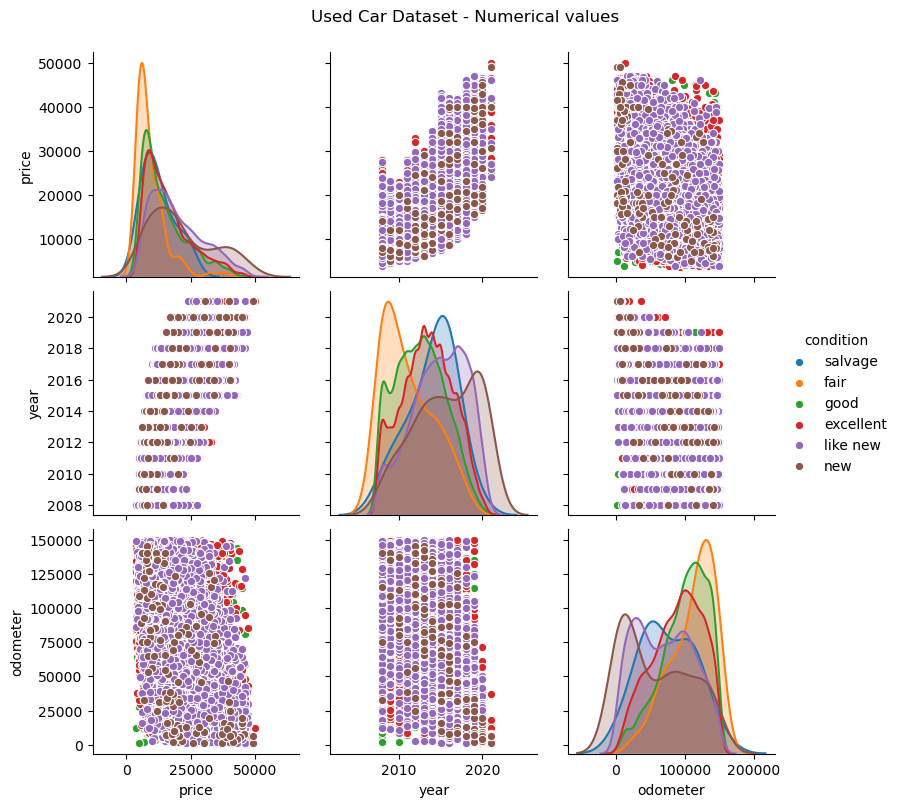 Used Car Dataset - Numerical values
50000
40000
30000
20000
10000
price
2020
2018
2016
2014
2012
2010
2008
year
condition
salvage
fair
good
excellent
like new
new
150000
125000
100000
75000
50000
25000
0
odometer
0 25000 50000
2010 2020
0 100000 200000
price
year
odometer